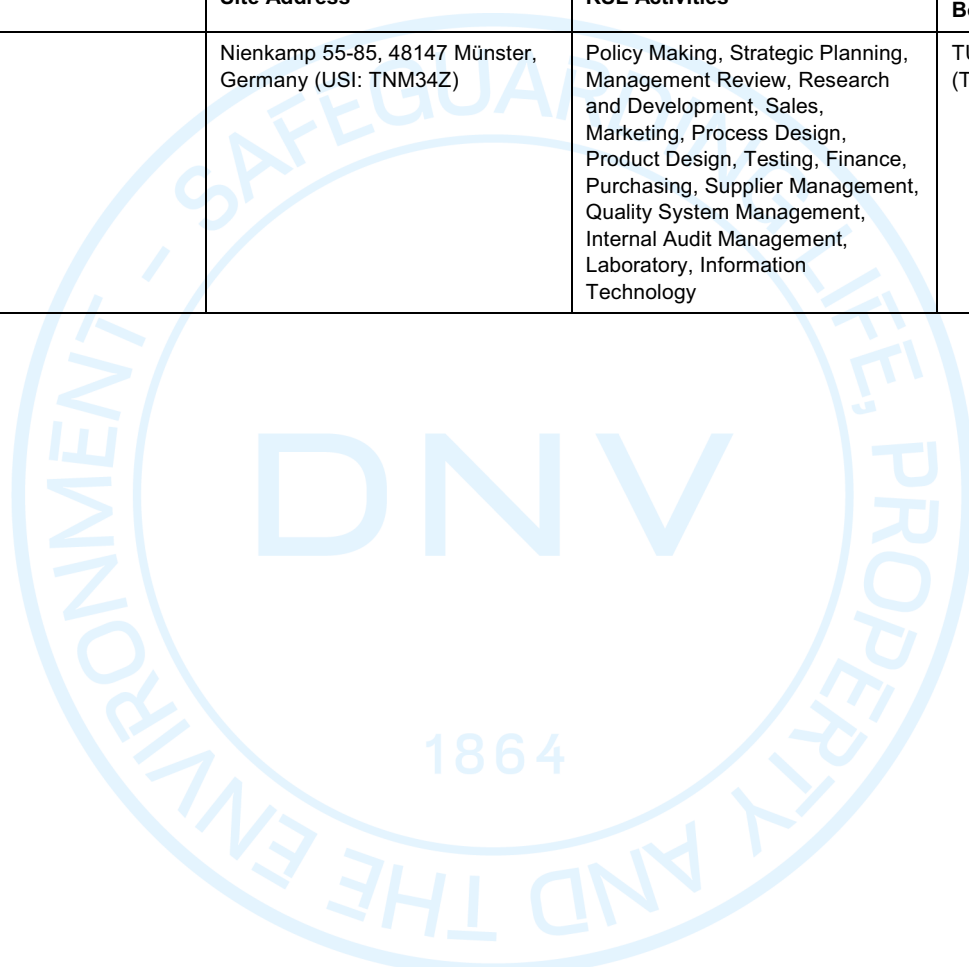 Site Address
RSL Activities
Nienkamp 55-85, 48147 Münster,
Germany (USI: TNM34Z)
Policy Making, Strategic Planning,
Management Review, Research
and Development, Sales,
Marketing, Process Design,
Product Design, Testing, Finance,
Purchasing, Supplier Management,
Quality System Management,
Internal Audit Management,
Laboratory, Information
Technology
SAFEGUARDING LIFE, PROPERTY AND THE ENVIRONMENT -
DNV
1864